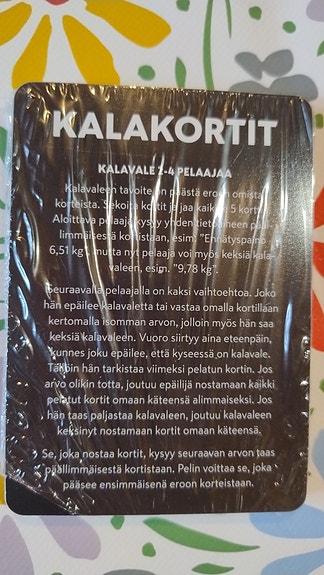 KALAKORTIT
KALAVALE 2-4 PELAAJAA
Kalavaleen tavoite on päästä eroon omista
korteista. Sekoita kortit ja jaa kaikille 5 kortt
Aloittava pelaaja kysyy yhden tietopäneen pääl-
limmäisestä kortistaan, esim. "Ennätyspaino
6,51 kg", mutta nyt pelaaja voi myös keksiä kala-
valeen, esim. "9,78 kg".
Seuraavalla pelaajalla on kaksi vaihtoehtoa. Joko
hän epäilee kalavaletta tai vastaa omalla kortillaan
kertomalla isomman arvon, jolloin myös hän saa
keksiä kalavaleen. Vuoro siirtyy aina eteenpäin,
kunnes joku epäilee, että kyseessä on kalavale.
Tällöin hän tarkistaa viimeksi pelatun kortin. Jos
arvo olikin totta, joutuu epäilijä nostamaan kaikki
pelatut kortit omaan käteensä alimmaiseksi. Jos
hän taas paljastaa kalavaleen, joutuu kalavaleen
keksinyt nostamaan kortit omaan käteensä.
Se, joka nostaa kortit, kysyy seuraavan arvon taas
päällimmäisestä kortistaan. Pelin voittaa se, joka
pääsee ensimmäisenä eroon korteistaan.